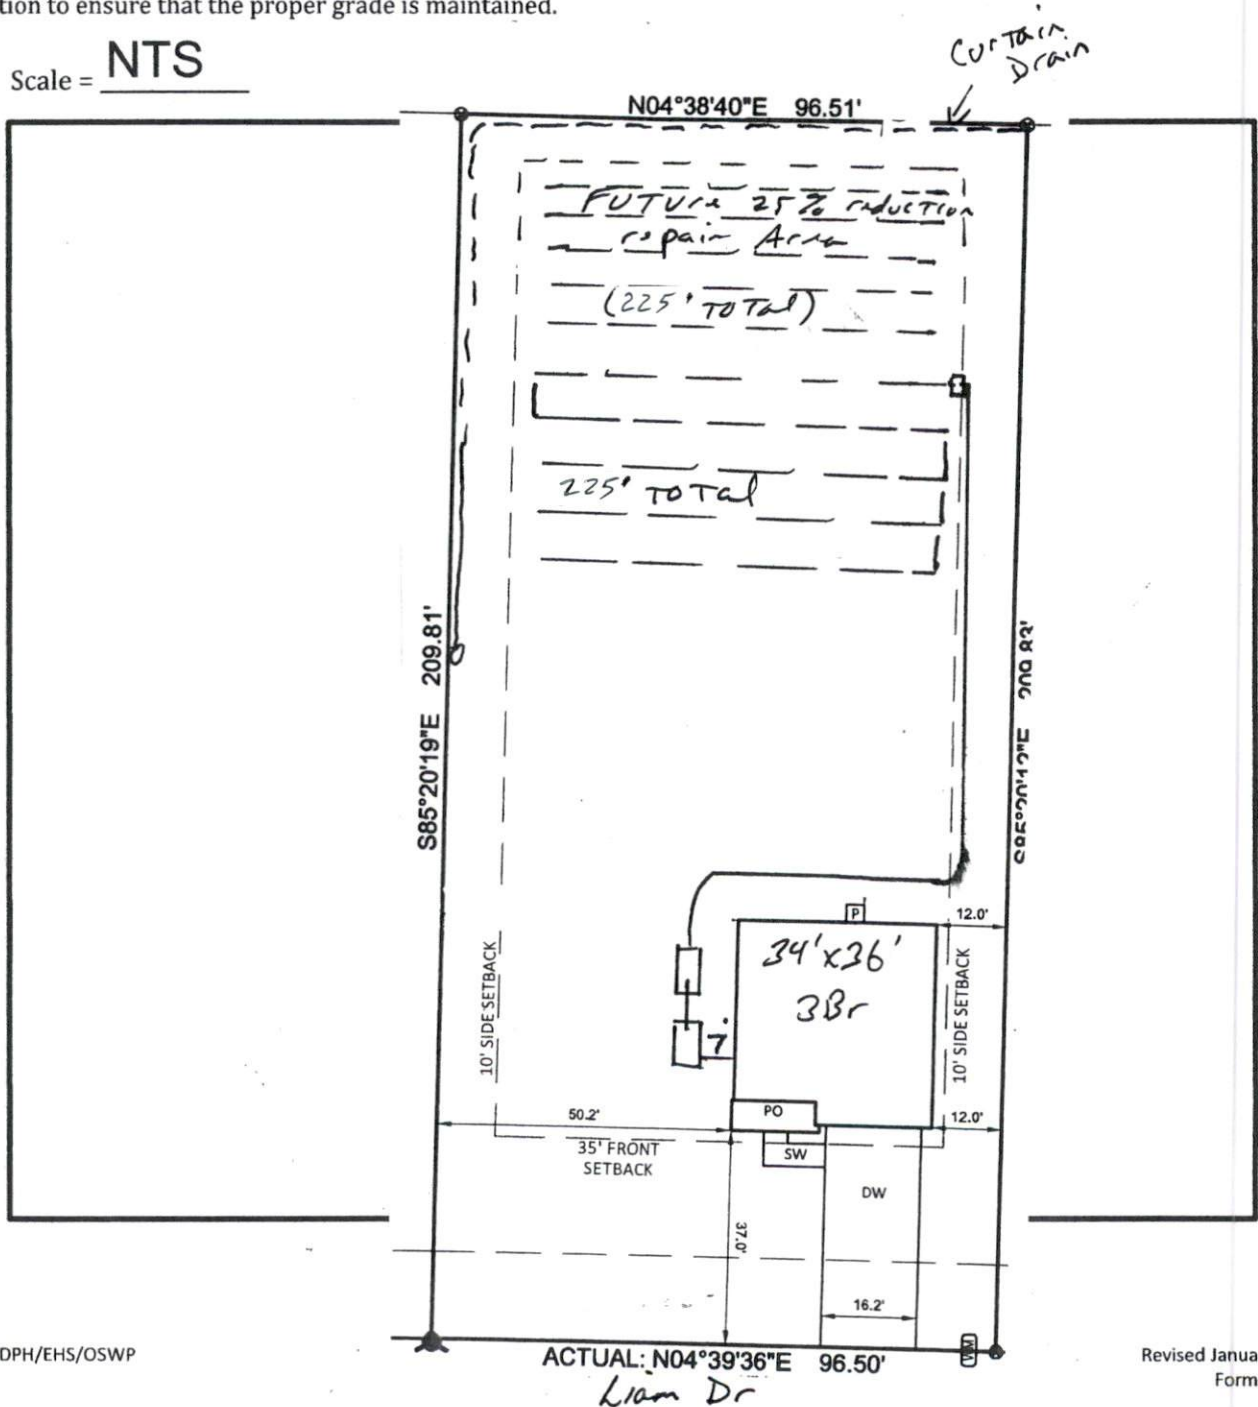 tion to ensure that the proper grade is maintained.
Scale = NTS
Curtain
Drain
N04°38'40"E 96.51'
FUTure 25% reduction
repair Area
(225' TOTal)
225' TOTal
S85°20'19"E 209.81'
P
12.0'
34'x36'
3Br
7'
10' SIDE SETBACK
10' SIDE SETBACK
PO
50.2'
12.0'
35' FRONT
SETBACK
SW
DW
37.0'
16.2'
WM
ACTUAL: N04°39'36"E 96.50'
Liam Dr
DPH/EHS/OSWP
Revised Janua
Form